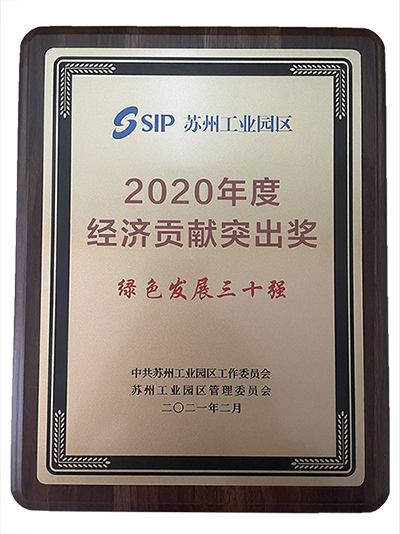 SIP 苏州工业园区
2020年度
经济贡献突出奖
绿色发展三十强
中共苏州工业园区工作委员会
苏州工业园区管理委员会
二〇二一年二月